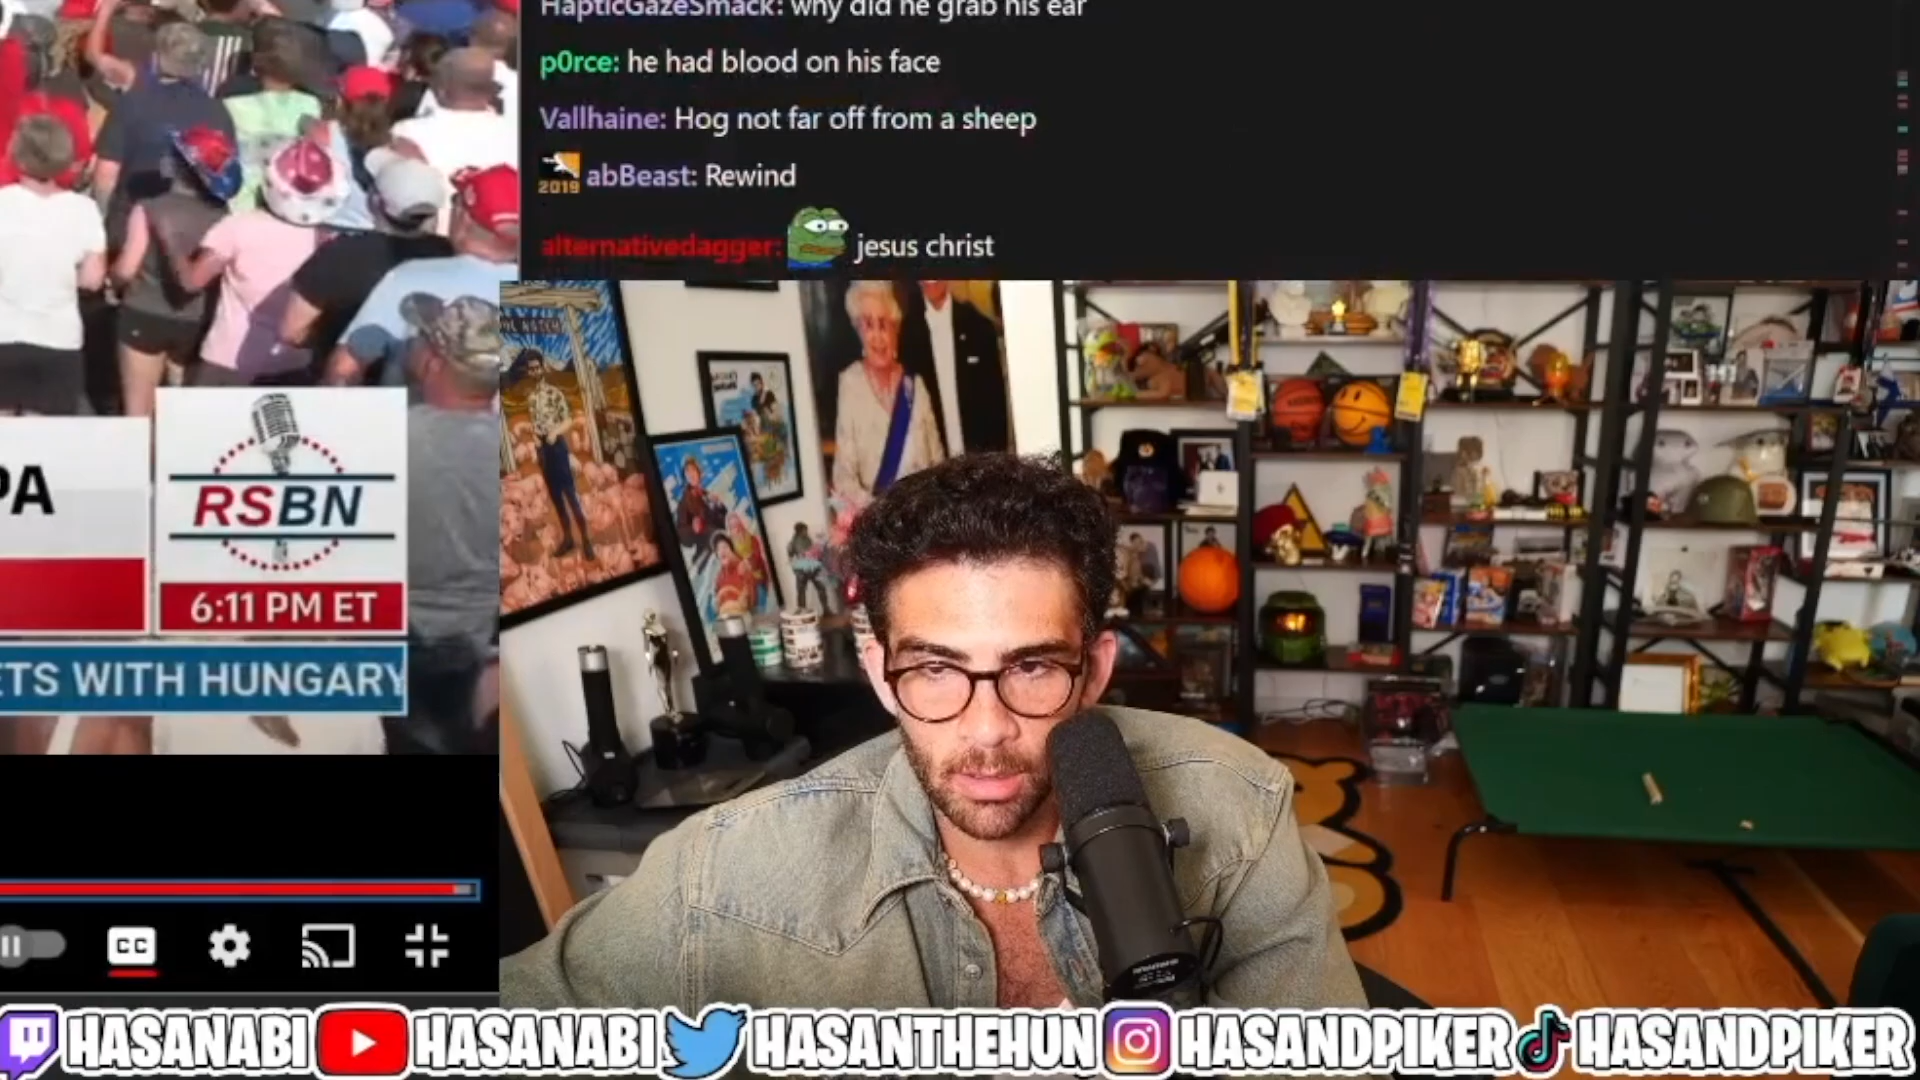 HapticGazeSmack: why did he grab his ear
p0rce: he had blood on his face
Vallhaine: Hog not far off from a sheep
2019 abBeast: Rewind
alternativedagger: jesus christ
PA
RSBN
6:11 PM ET
ETS WITH HUNGARY
CC
HASANABI HASANABI HASANTHEHUN HASANDPIKER HASANDPIKER